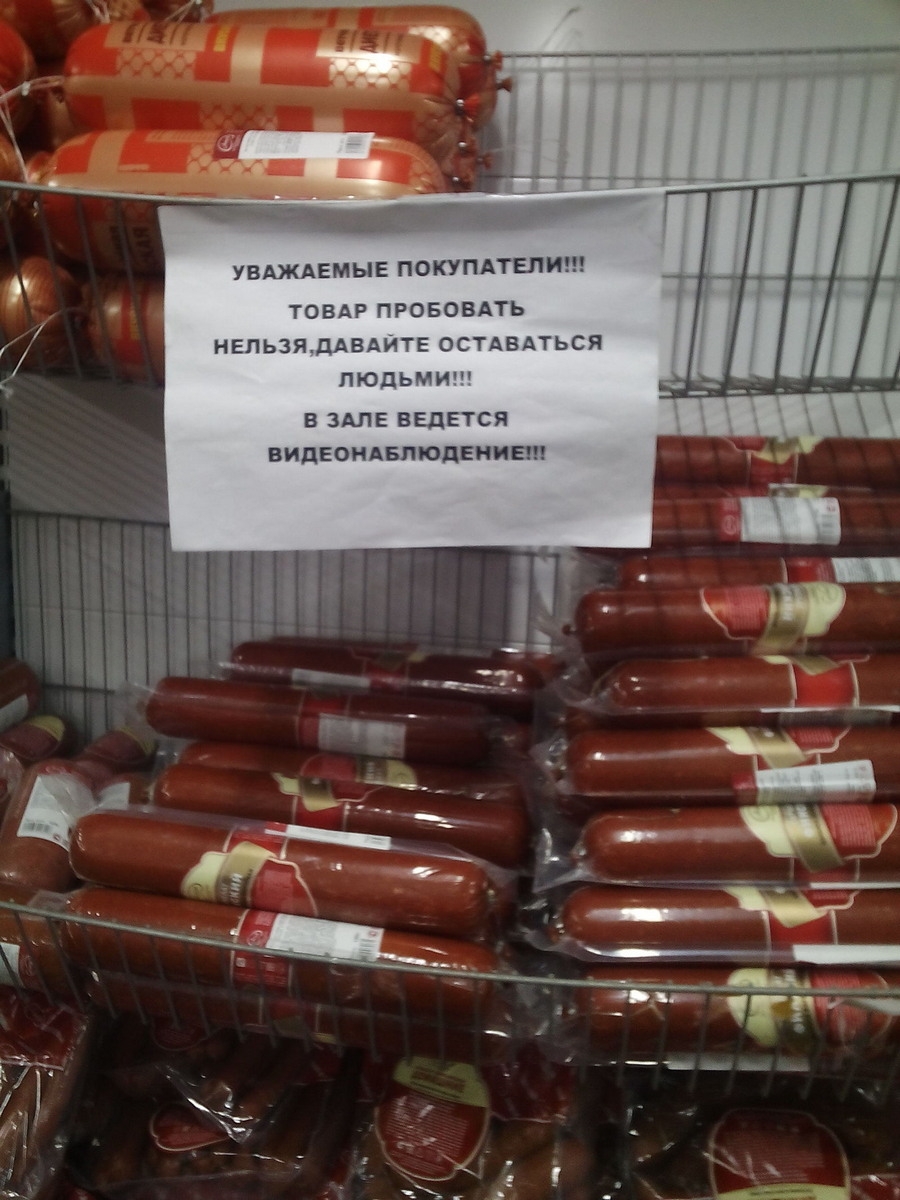 УВАЖАЕМЫЕ ПОКУПАТЕЛИ!!!
ТОВАР ПРОБОВАТЬ
НЕЛЬЗЯ,ДАВАЙТЕ ОСТАВАТЬСЯ
ЛЮДЬМИ!!!
В ЗАЛЕ ВЕДЕТСЯ
ВИДЕОНАБЛЮДЕНИЕ!!!